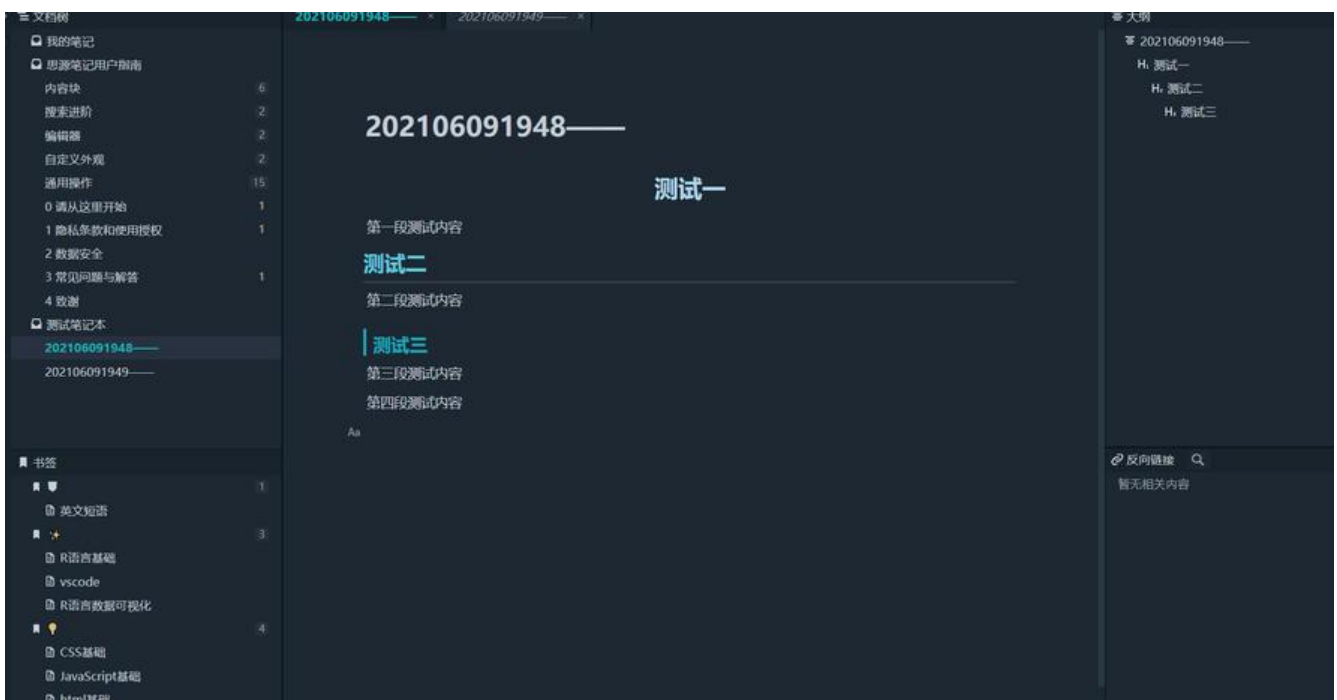 文档树
我的笔记
思源笔记用户指南
内容块 6
搜索进阶 2
编辑器 2
自定义外观 2
通用操作 15
0 请从这里开始 1
1 隐私条款和使用授权 1
2 数据安全
3 常见问题与解答 1
4 致谢
测试笔记本
202106091948——
202106091949——
书签
1
英文短语
3
R语言基础
vscode
R语言数据可视化
4
CSS基础
JavaScript基础
html基础
202106091948—— ×
202106091949—— ×
202106091948——
测试一
第一段测试内容
测试二
第二段测试内容
测试三
第三段测试内容
第四段测试内容
Aa
大纲
202106091948——
H₁ 测试一
H₂ 测试二
H₃ 测试三
反向链接
暂无相关内容